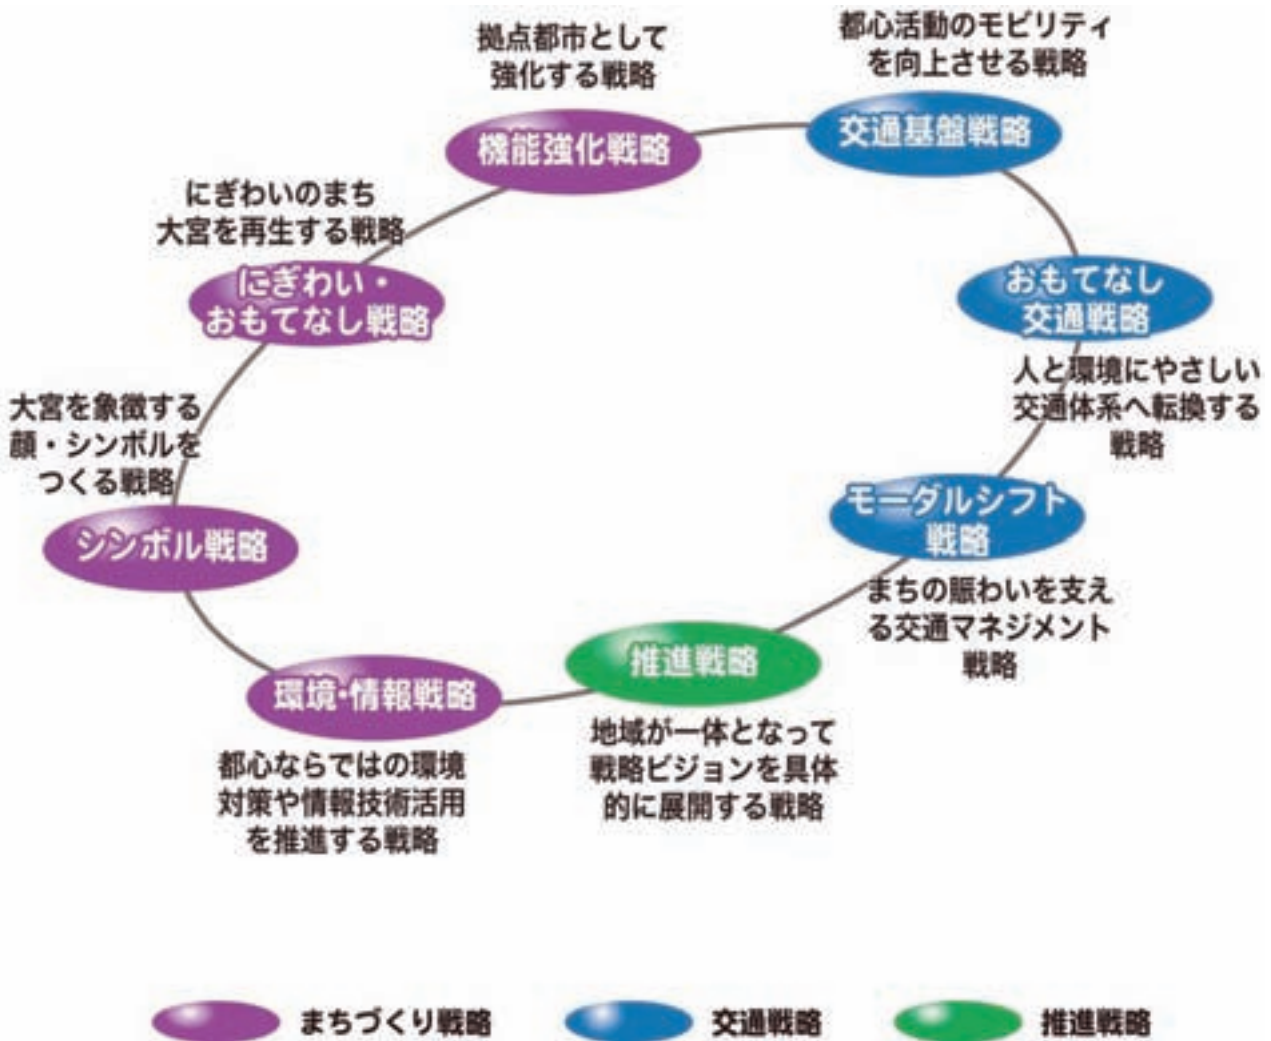 拠点都市として
強化する戦略
機能強化戦略
都心活動のモビリティ
を向上させる戦略
交通基盤戦略
にぎわいのまち
大宮を再生する戦略
にぎわい・
おもてなし戦略
おもてなし
交通戦略
人と環境にやさしい
交通体系へ転換する
戦略
大宮を象徴する
顔・シンボルを
つくる戦略
シンボル戦略
モーダルシフト
戦略
まちの賑わいを支え
る交通マネジメント
戦略
環境・情報戦略
都心ならではの環境
対策や情報技術活用
を推進する戦略
推進戦略
地域が一体となって
戦略ビジョンを具体
的に展開する戦略
まちづくり戦略
交通戦略
推進戦略